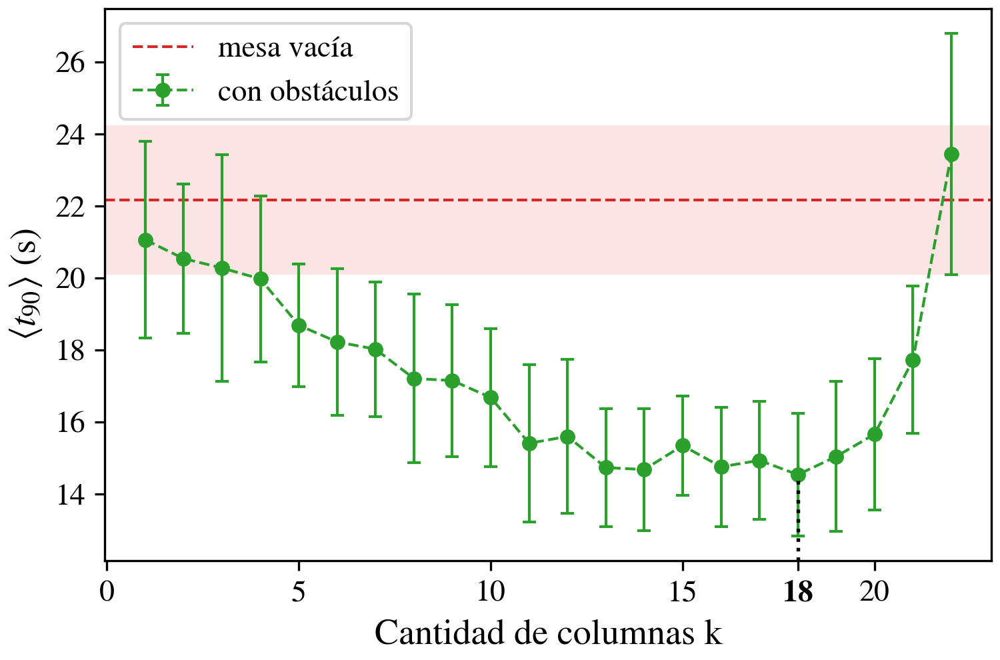 mesa vacía
con obstáculos
26
24
22
20
18
16
14
⟨t₉₀⟩ (s)
0 5 10 15 18 20
Cantidad de columnas k